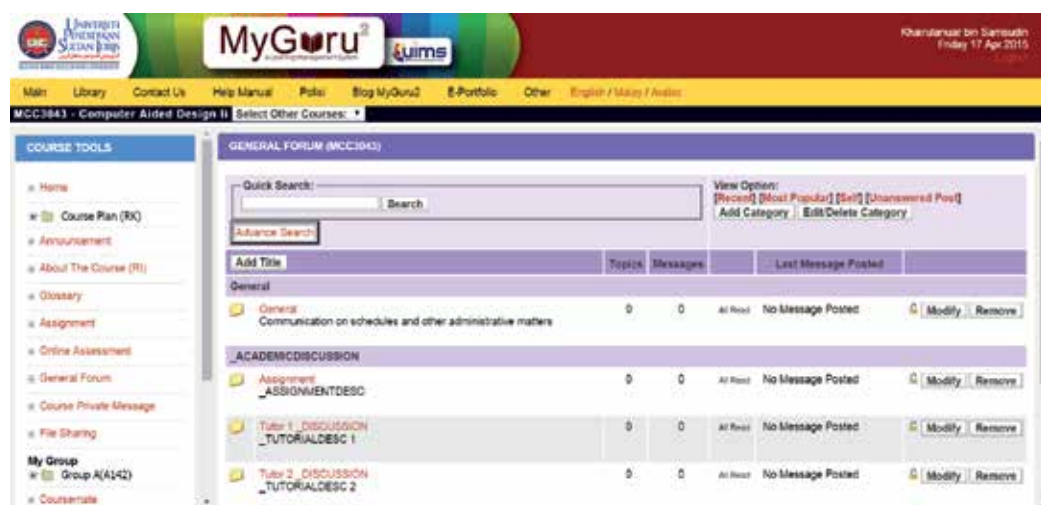 UNIVERSITI
PENDIDIKAN
SULTAN IDRIS
MyGuru2
uims
Friday 17 Apr 2015
Main Library Contact Us Help Manual Polisi Blog MyGuru2 E-Portfolio Other English / Malay / Arabic
MCC3043 - Computer Aided Design II Select Other Courses:
COURSE TOOLS
Home
Course Plan (RK)
Announcement
About The Course (RI)
Glossary
Assignment
Online Assessment
General Forum
Course Private Message
File Sharing
My Group
Group A(A142)
Coursemate
GENERAL FORUM (MCC3043)
Quick Search:
Search
Advance Search
View Option:
[Recent] [Most Popular] [Self] [Unanswered Post]
Add Category Edit/Delete Category
Add Title Topics Messages Last Message Posted
General
General 0 0 All Read No Message Posted Modify Remove
Communication on schedules and other administrative matters
_ACADEMICDISCUSSION
Assignment 0 0 All Read No Message Posted Modify Remove
_ASSIGNMENTDESC
Tutor 1 _DISCUSSION 0 0 All Read No Message Posted Modify Remove
_TUTORIALDESC 1
Tutor 2 _DISCUSSION 0 0 All Read No Message Posted Modify Remove
_TUTORIALDESC 2